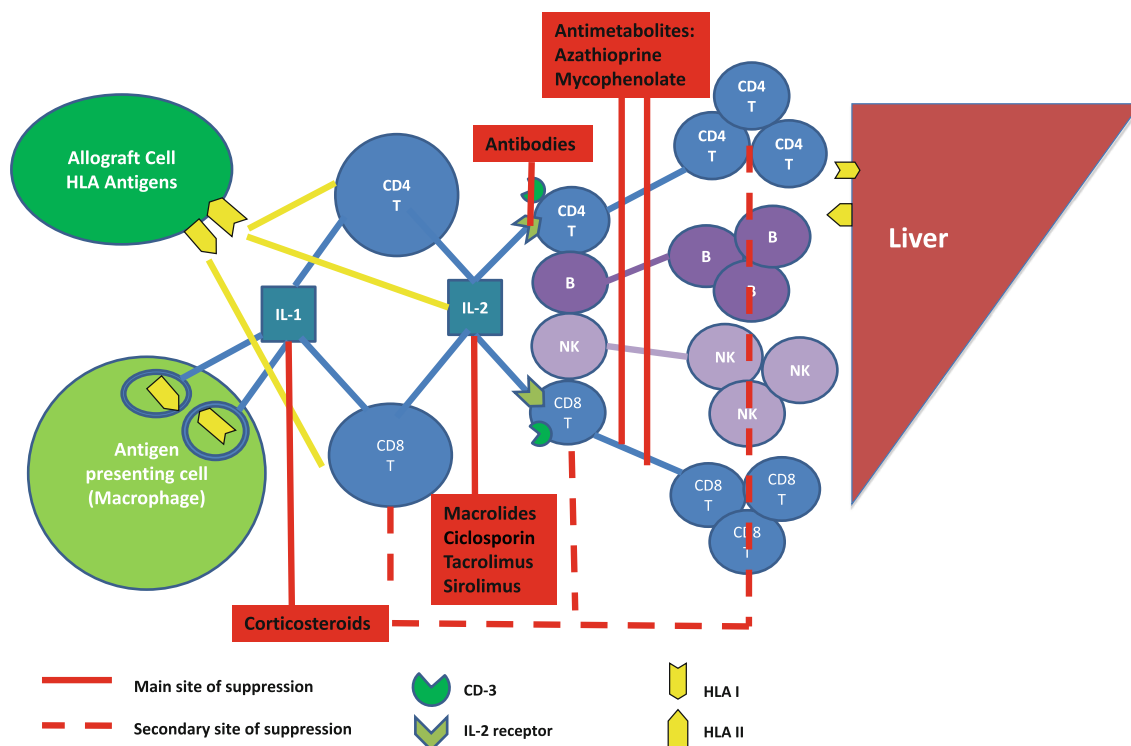 Antimetabolites:
Azathioprine
Mycophenolate
Antibodies
Allograft Cell
HLA Antigens
CD4
T
CD4
T
CD4
T
CD4
T
CD4
T
IL-1
IL-2
B
B
B
B
NK
NK
NK
NK
CD8
T
CD8
T
CD8
T
CD8
T
CD8
T
Liver
Antigen
presenting cell
(Macrophage)
Macrolides
Ciclosporin
Tacrolimus
Sirolimus
Corticosteroids
Main site of suppression
Secondary site of suppression
CD-3
IL-2 receptor
HLA I
HLA II